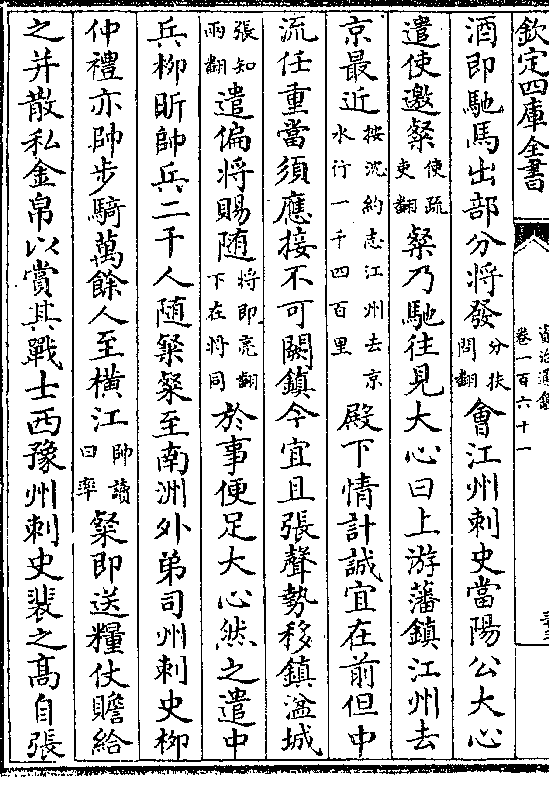 欽定四庫全書
資治通鑑
卷一百六十一
酒即馳馬出部分將發分扶問翻會江州刺史當陽公大心
遣使邀粲使疏吏翻粲乃馳往見大心曰上游藩鎮江州去
京最近按沈約志江州去京水行一千四百里殿下情計誠宜在前但中
流任重當須應接不可闕鎮今宜且張聲勢移鎮湓城
張知兩翻遣偏將賜随將即亮翻下在將同於事便足大心然之遣中
兵柳昕帥兵二千人随粲粲至南洲外弟司州刺史柳
仲禮亦帥步騎萬餘人至橫江帥讀曰率粲即送糧仗贍給
之并散私金帛以賞其戰士西豫州刺史裴之髙自張